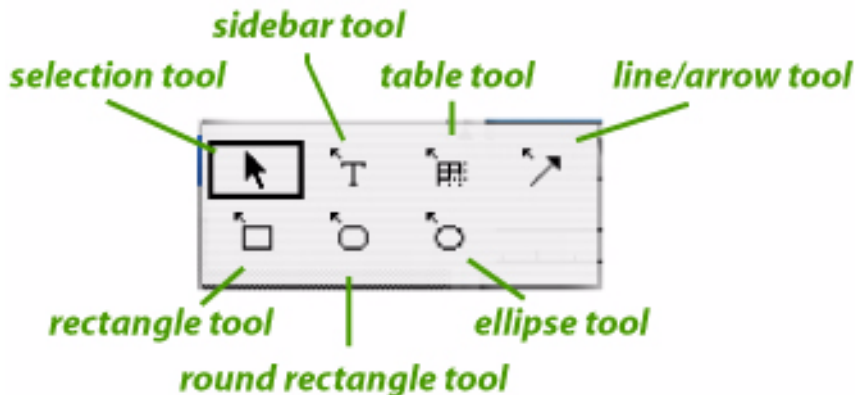 sidebar tool
selection tool
table tool
line/arrow tool
T
rectangle tool
ellipse tool
round rectangle tool